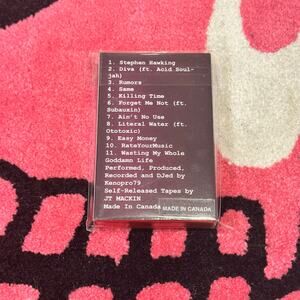 1. Stephen Hawking
2. Diva (ft. Acid Soul-
jah)
3. Rumors
4. Same
5. Killing Time
6. Forget Me Not (ft.
Subauxin)
7. Ain't No Use
8. Literal Water (ft.
Ototoxic)
9. Easy Money
10. RateYourMusic
11. Wasting My Whole
Goddamn Life
Performed, Produced,
Recorded and DJed by
Kenopro79
Self-Released Tapes by
JT MACKIN
Made In Canada MADE IN CANADA